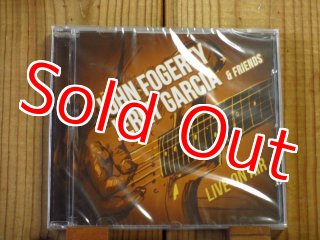 JOHN FOGERTY
JERRY GARCIA
& FRIENDS
Sold Out
LIVE ON AIR